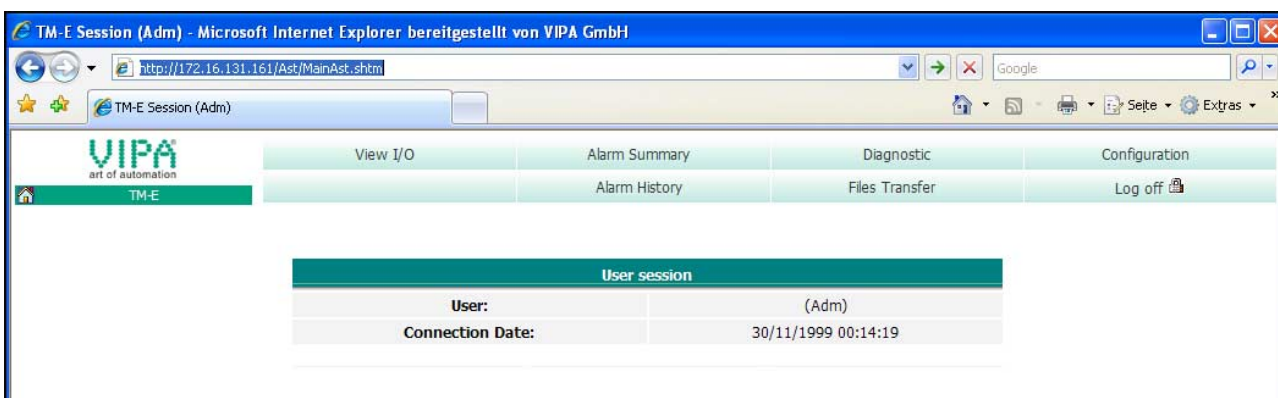 TM-E Session (Adm) - Microsoft Internet Explorer bereitgestellt von VIPA GmbH
http://172.16.131.161/Ast/MainAst.shtm
Google
TM-E Session (Adm)
Seite
Extras
»
VIPA
art of automation
TM-E
View I/O
Alarm Summary
Diagnostic
Configuration
Alarm History
Files Transfer
Log off
User session
User: (Adm)
Connection Date: 30/11/1999 00:14:19